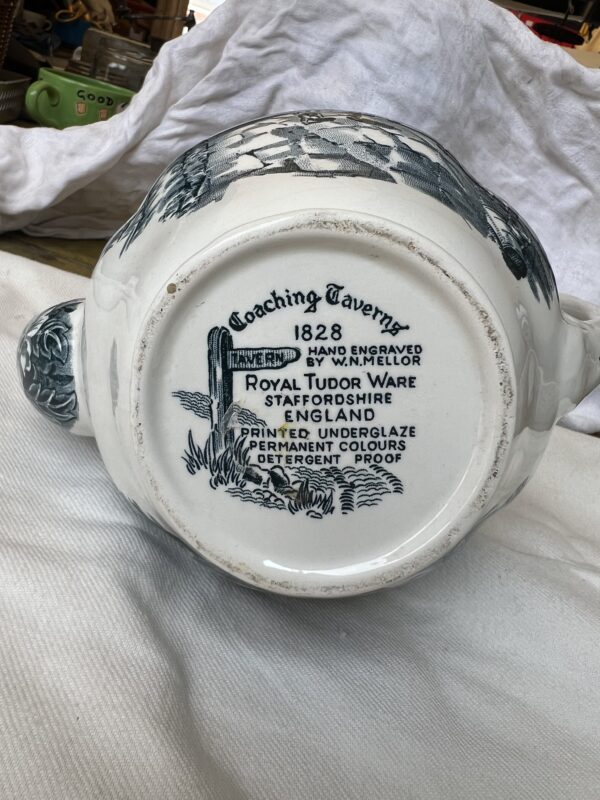 GOOD
Coaching Taverns
1828
TAVERN
HAND ENGRAVED
BY W.N.MELLOR
ROYAL TUDOR WARE
STAFFORDSHIRE
ENGLAND
PRINTED UNDERGLAZE
PERMANENT COLOURS
DETERGENT PROOF